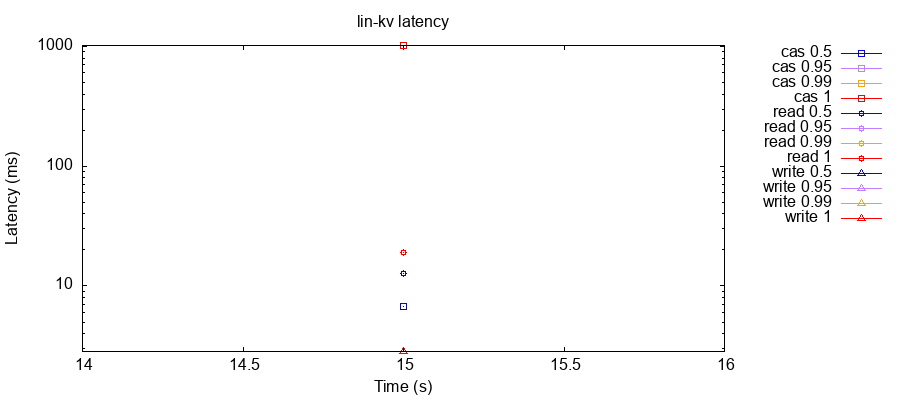 lin-kv latency
1000
100
10
Latency (ms)
14
14.5
15
15.5
16
Time (s)
cas 0.5
cas 0.95
cas 0.99
cas 1
read 0.5
read 0.95
read 0.99
read 1
write 0.5
write 0.95
write 0.99
write 1